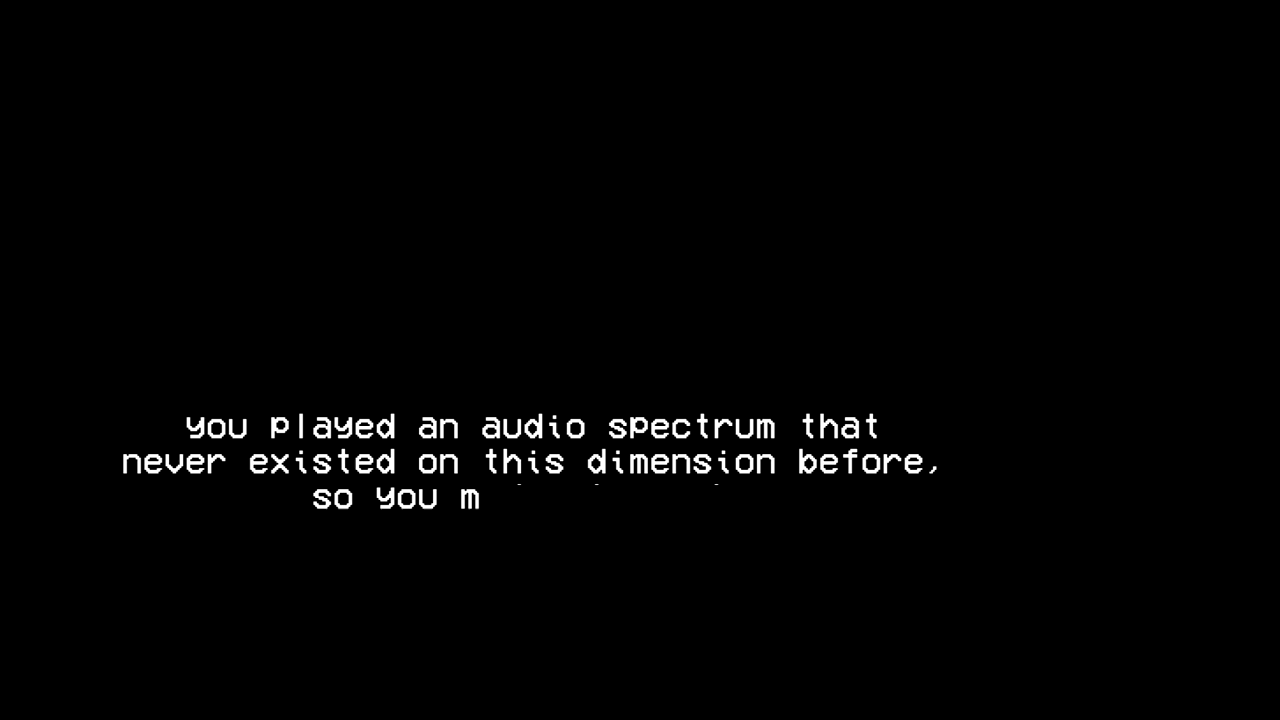 you played an audio spectrum that
never existed on this dimension before,
so you m